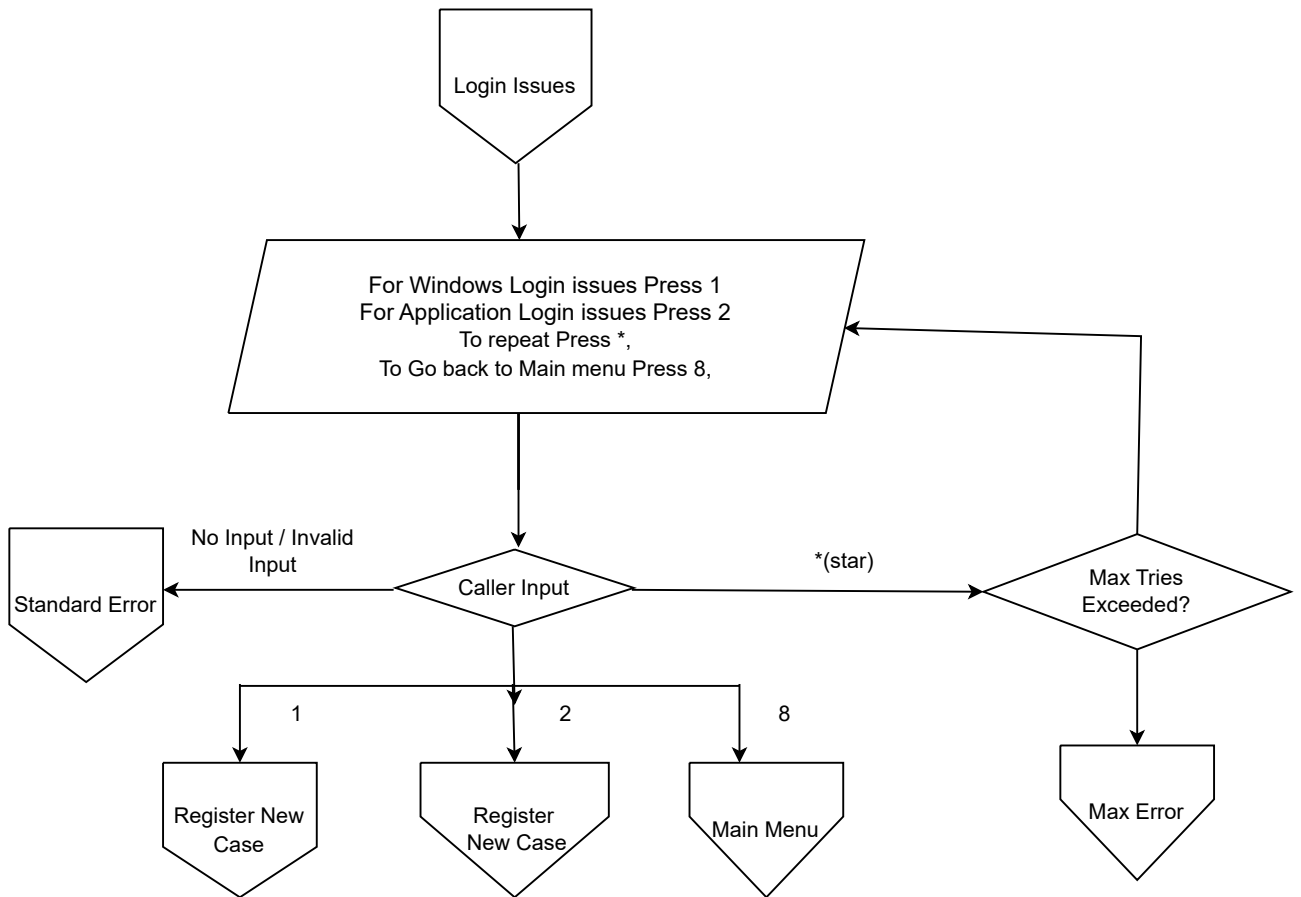 Login Issues
For Windows Login issues Press 1
For Application Login issues Press 2
To repeat Press *,
To Go back to Main menu Press 8,
No Input / Invalid
Input
Standard Error
Caller Input
*(star)
Max Tries
Exceeded?
1
2
8
Register New
Case
Register
New Case
Main Menu
Max Error